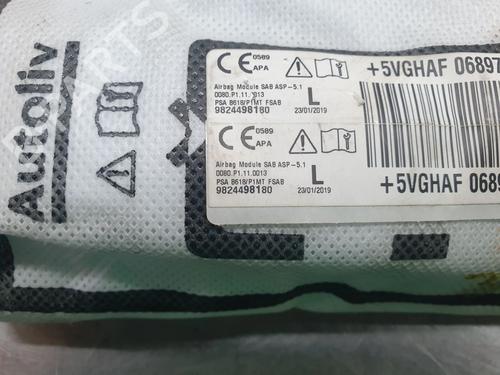 Autoliv
CE 0589
APA
Airbag Module SAB ASP-5.1
0080.P1.11.0013
PSA B618/P1MT FSAB
9824498180
L
23/01/2019
+5VGHAF 06897
CE 0589
APA
Airbag Module SAB ASP-5.1
0080.P1.11.0013
PSA B618/P1MT FSAB
9824498180
L
23/01/2019
+5VGHAF 0689